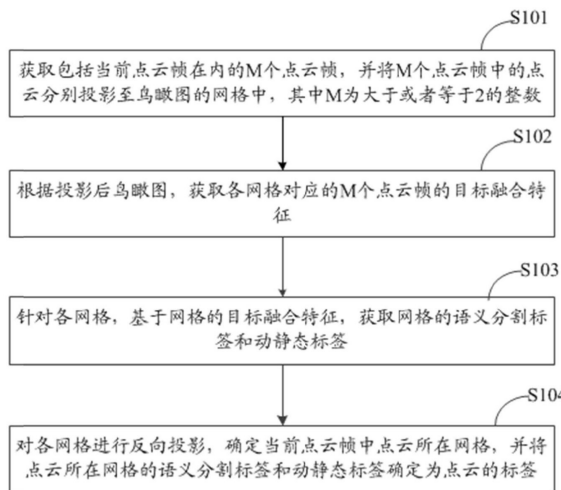 S101
获取包括当前点云帧在内的M个点云帧，并将M个点云帧中的点
云分别投影至鸟瞰图的网格中，其中M为大于或者等于2的整数
S102
根据投影后鸟瞰图，获取各网格对应的M个点云帧的目标融合特
征
S103
针对各网格，基于网格的目标融合特征，获取网格的语义分割标
签和动静态标签
S104
对各网格进行反向投影，确定当前点云帧中点云所在网格，并将
点云所在网格的语义分割标签和动静态标签确定为点云的标签